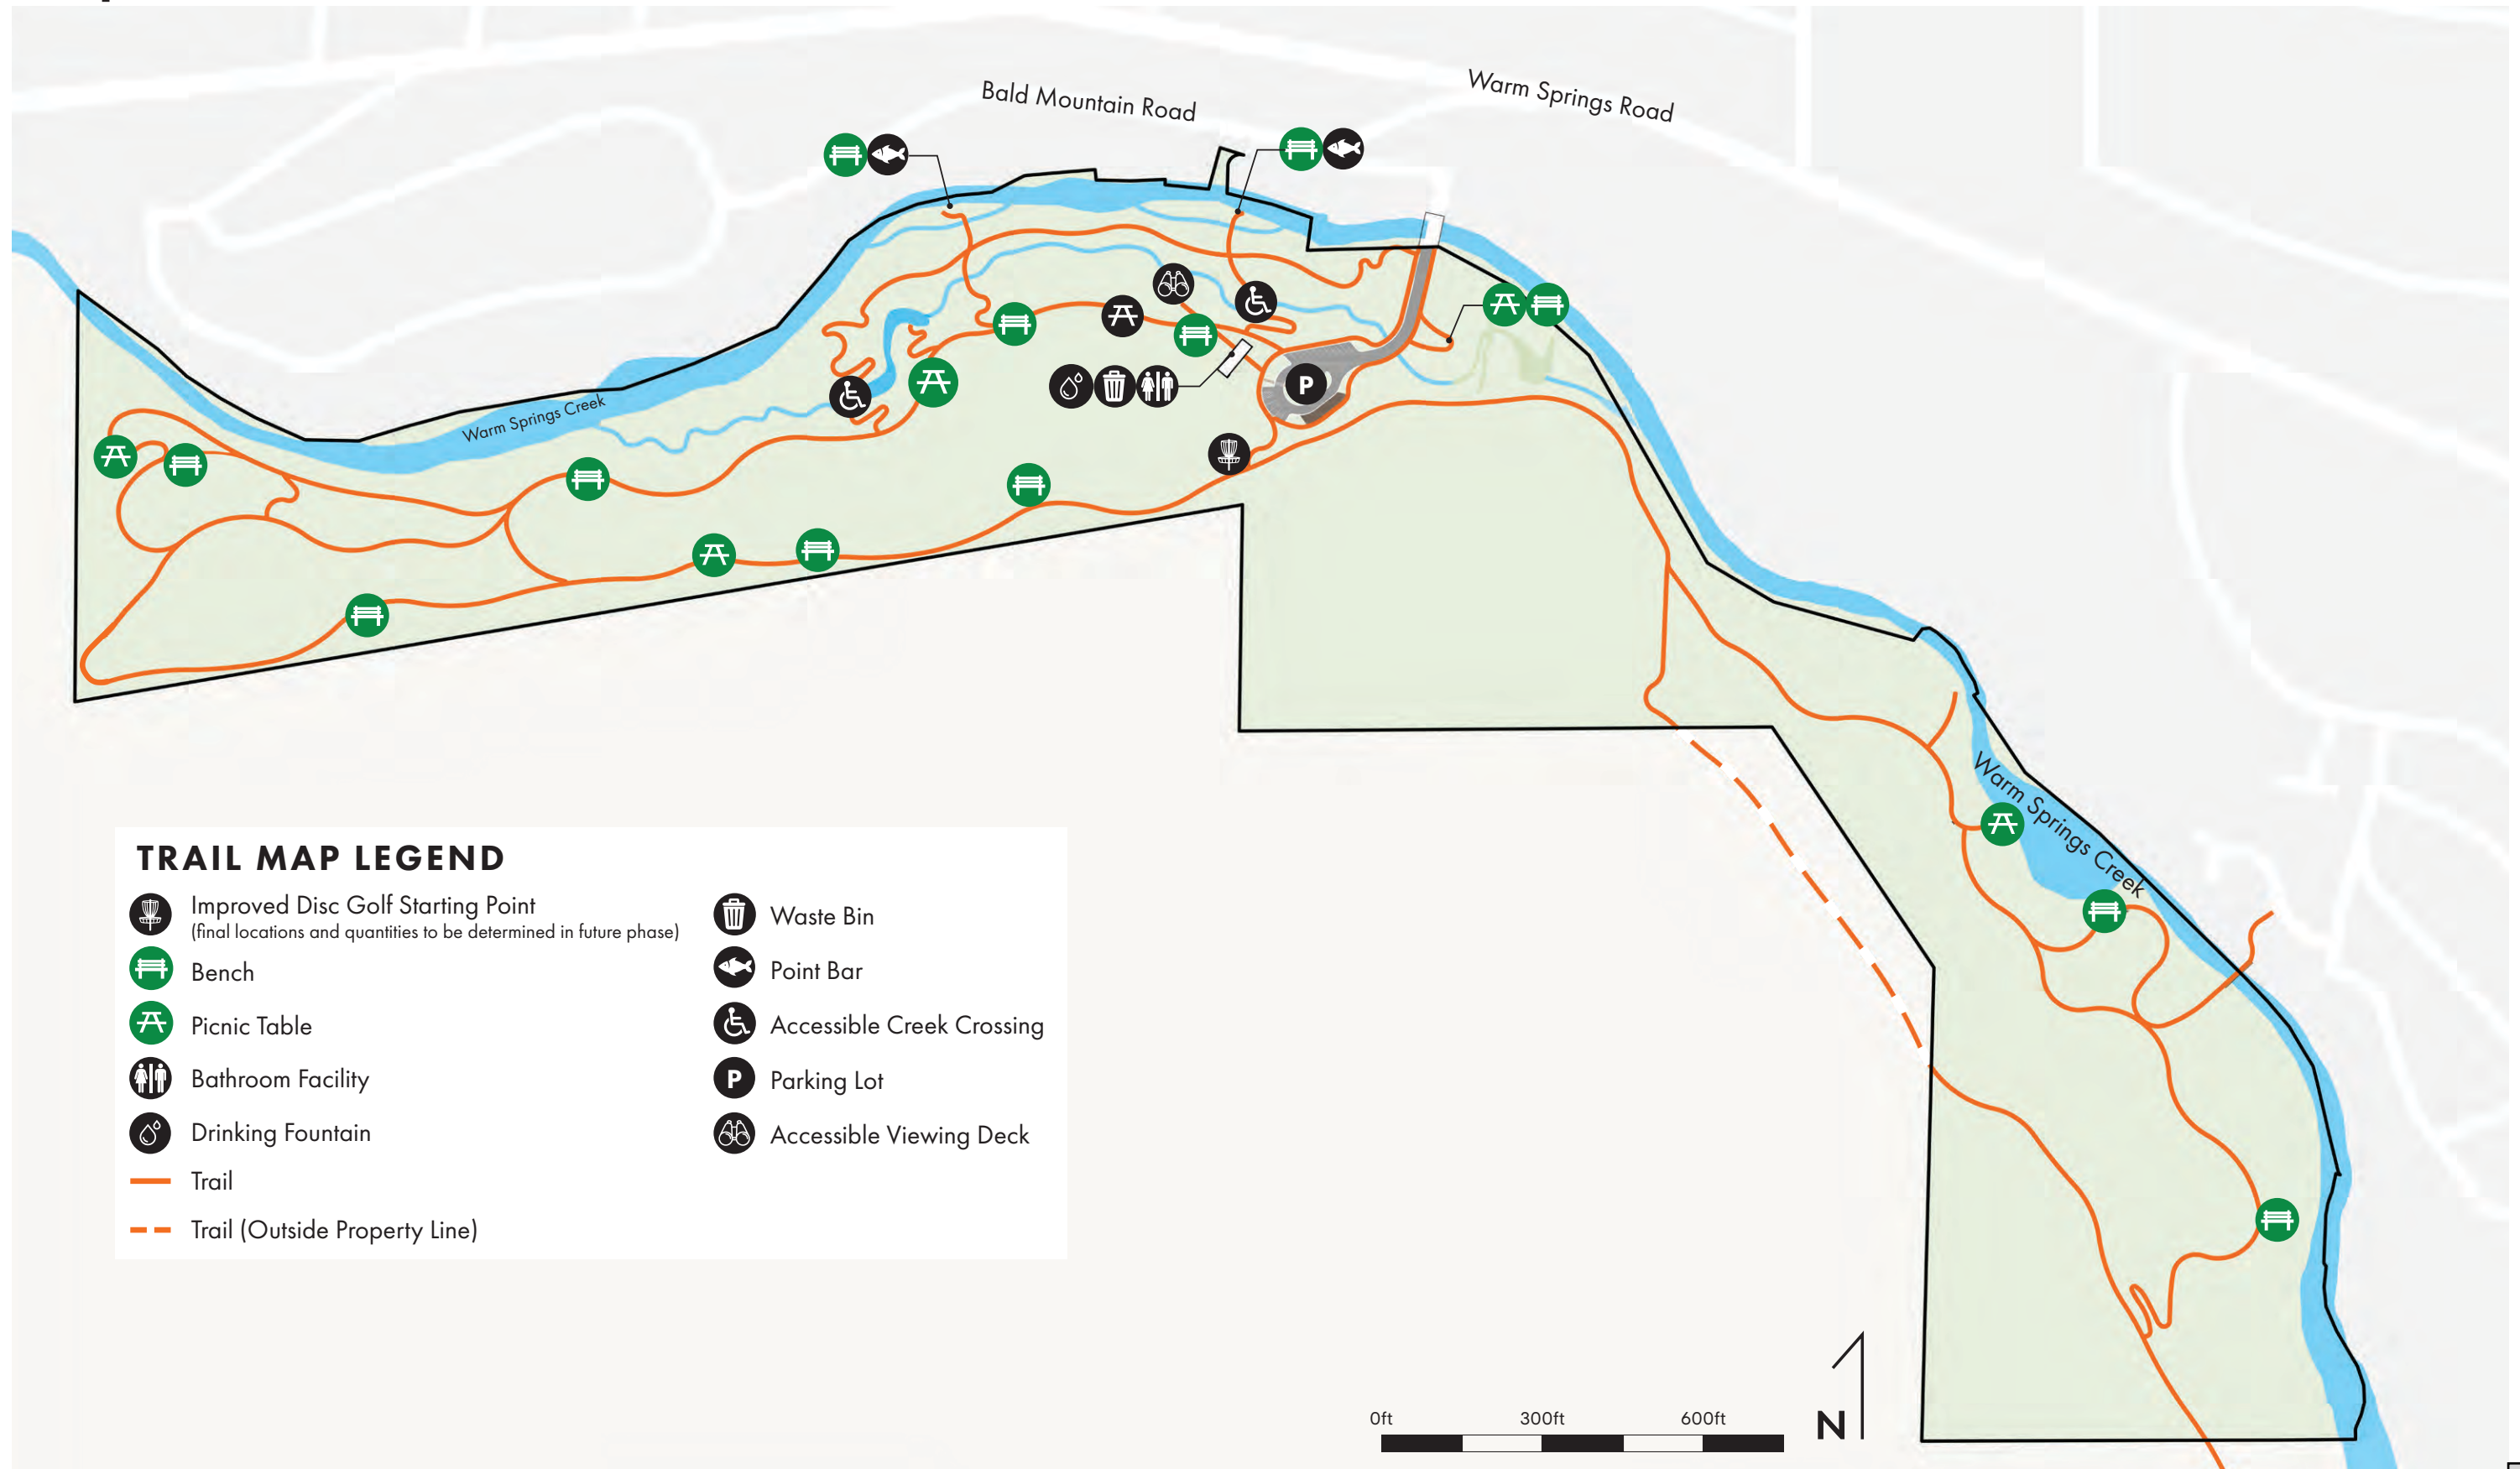 Bald Mountain Road
Warm Springs Road
Warm Springs Creek
P
Warm Springs Creek
TRAIL MAP LEGEND
Improved Disc Golf Starting Point
(final locations and quantities to be determined in future phase)
Bench
Picnic Table
Bathroom Facility
Drinking Fountain
Trail
Trail (Outside Property Line)
Waste Bin
Point Bar
Accessible Creek Crossing
P Parking Lot
Accessible Viewing Deck
0ft 300ft 600ft
N